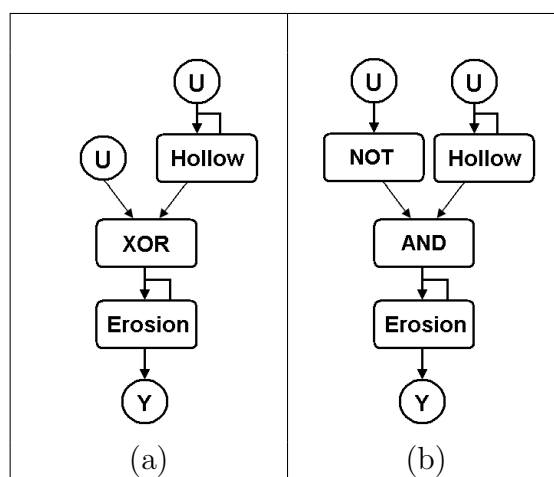 U
U
Hollow
XOR
Erosion
Y
(a)
U
U
NOT
Hollow
AND
Erosion
Y
(b)